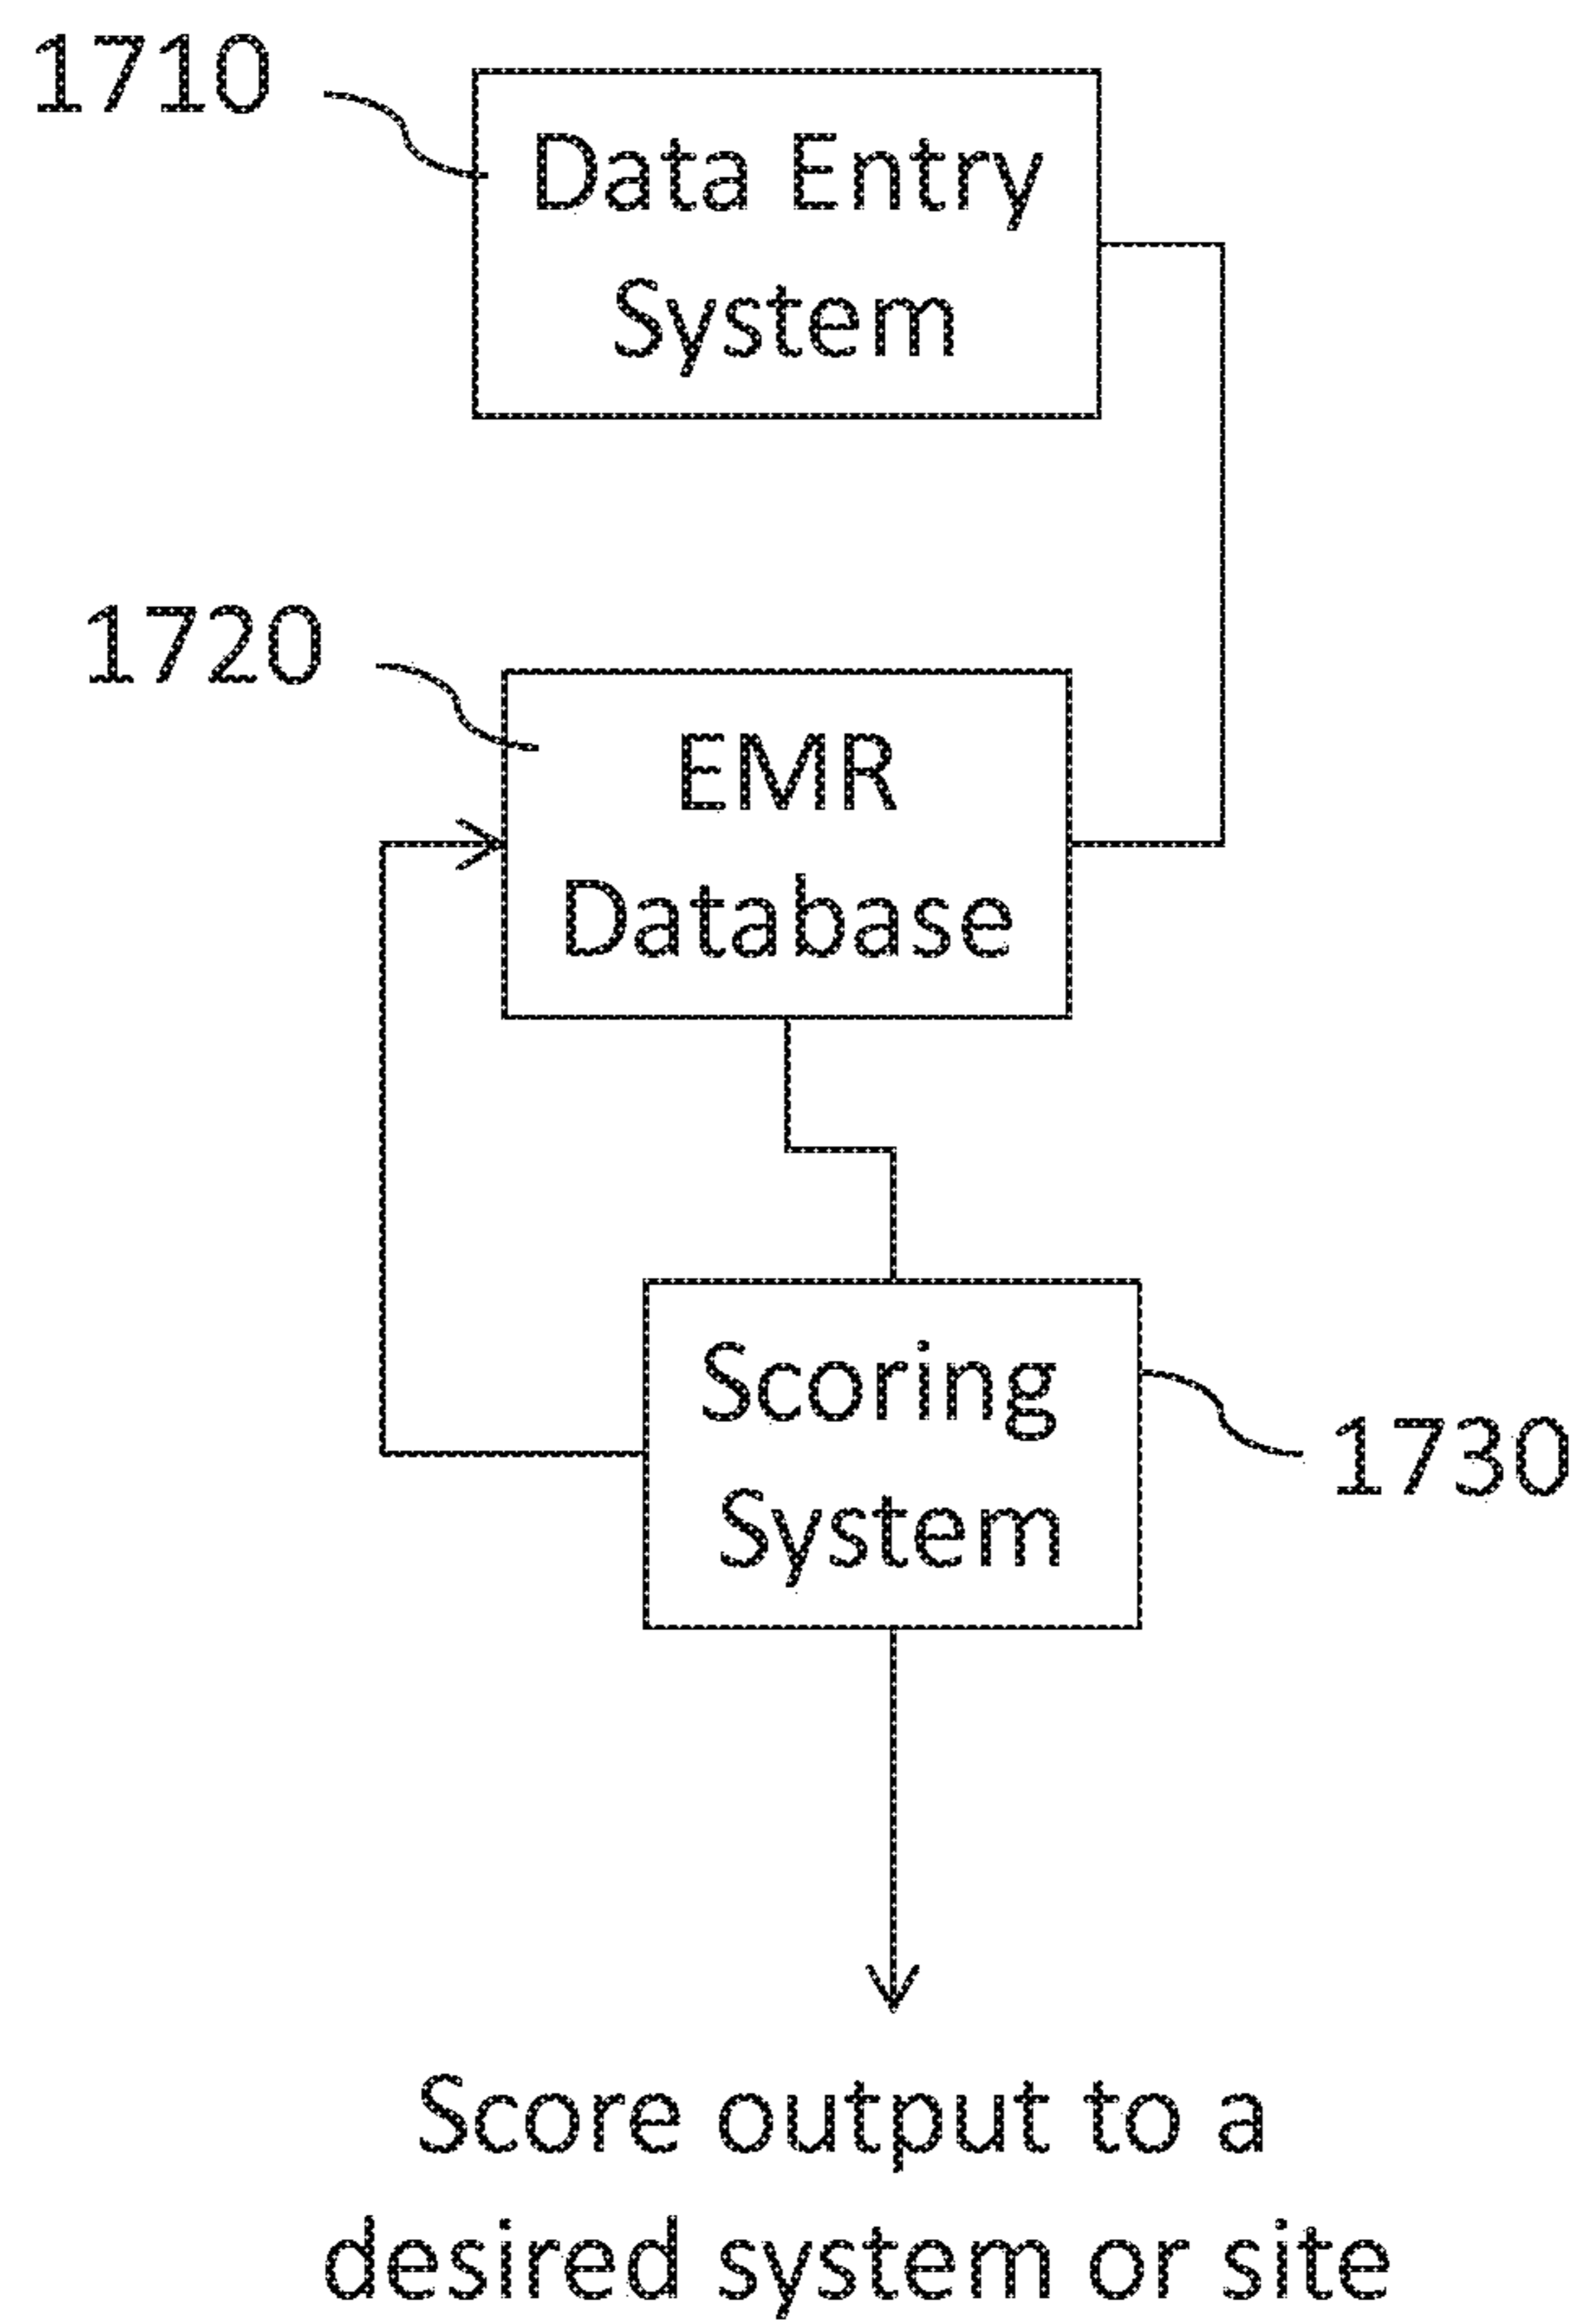 1710
Data Entry
System
1720
EMR
Database
Scoring
System
1730
Score output to a
desired system or site